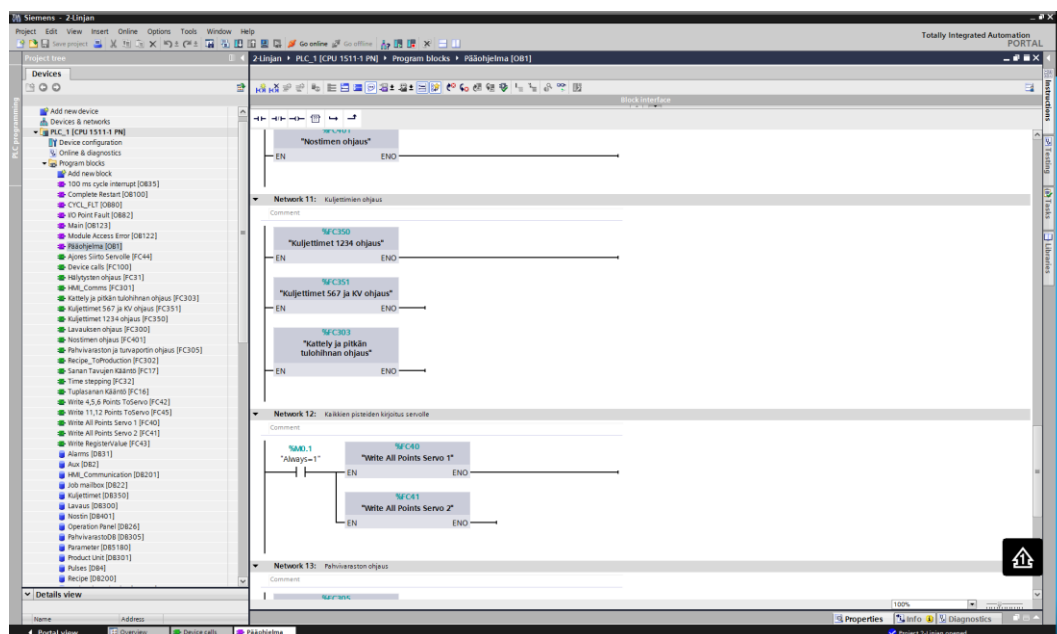 Siemens - 2-Linjan
Project Edit View Insert Online Options Tools Window Help
Totally Integrated Automation
PORTAL
Save project
Go online
Go offline
Project tree
2-Linjan PLC_1 [CPU 1511-1 PN] Program blocks Pääohjelma [OB1]
Devices
Block interface
Add new device
Devices & networks
PLC_1 [CPU 1511-1 PN]
Device configuration
Online & diagnostics
Program blocks
Add new block
100 ms cycle interrupt [OB35]
Complete Restart [OB100]
CYCL_FLT [OB80]
I/O Point Fault [OB82]
Main [OB123]
Module Access Error [OB122]
Pääohjelma [OB1]
Ajores Siirto Servolle [FC44]
Device calls [FC100]
Hälytysten ohjaus [FC31]
HMI_Comms [FC301]
Kattely ja pitkän tulohihnan ohjaus [FC303]
Kuljettimet 567 ja KV ohjaus [FC351]
Kuljettimet 1234 ohjaus [FC350]
Lavauksen ohjaus [FC300]
Nostimen ohjaus [FC401]
Pahvivaraston ja turvaportin ohjaus [FC305]
Recipe_ToProduction [FC302]
Sanan Tavujen Kääntö [FC17]
Time stepping [FC32]
Tuplasanan Kääntö [FC16]
Write 4,5,6 Points ToServo [FC42]
Write 11,12 Points ToServo [FC45]
Write All Points Servo 1 [FC40]
Write All Points Servo 2 [FC41]
Write RegisterValue [FC43]
Alarms [DB31]
Aux [DB2]
HMI_Communication [DB201]
Job mailbox [DB22]
Kuljettimet [DB350]
Lavaus [DB300]
Nostin [DB401]
Operation Panel [DB26]
PahvivarastoDB [DB305]
Parameter [DB5180]
Product Unit [DB301]
Pulses [DB4]
Recipe [DB200]
Details view
Name Address
%FC401
"Nostimen ohjaus"
EN ENO
Network 11: Kuljettimien ohjaus
Comment
%FC350
"Kuljettimet 1234 ohjaus"
EN ENO
%FC351
"Kuljettimet 567 ja KV ohjaus"
EN ENO
%FC303
"Kattely ja pitkän
tulohihnan ohjaus"
EN ENO
Network 12: Kaikkien pisteiden kirjoitus servolle
Comment
%M0.1
"Always=1"
%FC40
"Write All Points Servo 1"
EN ENO
%FC41
"Write All Points Servo 2"
EN ENO
Network 13: Pahvivaraston ohjaus
Comment
%FC305
100%
Properties Info Diagnostics
PLC programming
Instructions
Testing
Tasks
Libraries
Portal view Overview Device calls Pääohjelma
Project 2-Linjan opened